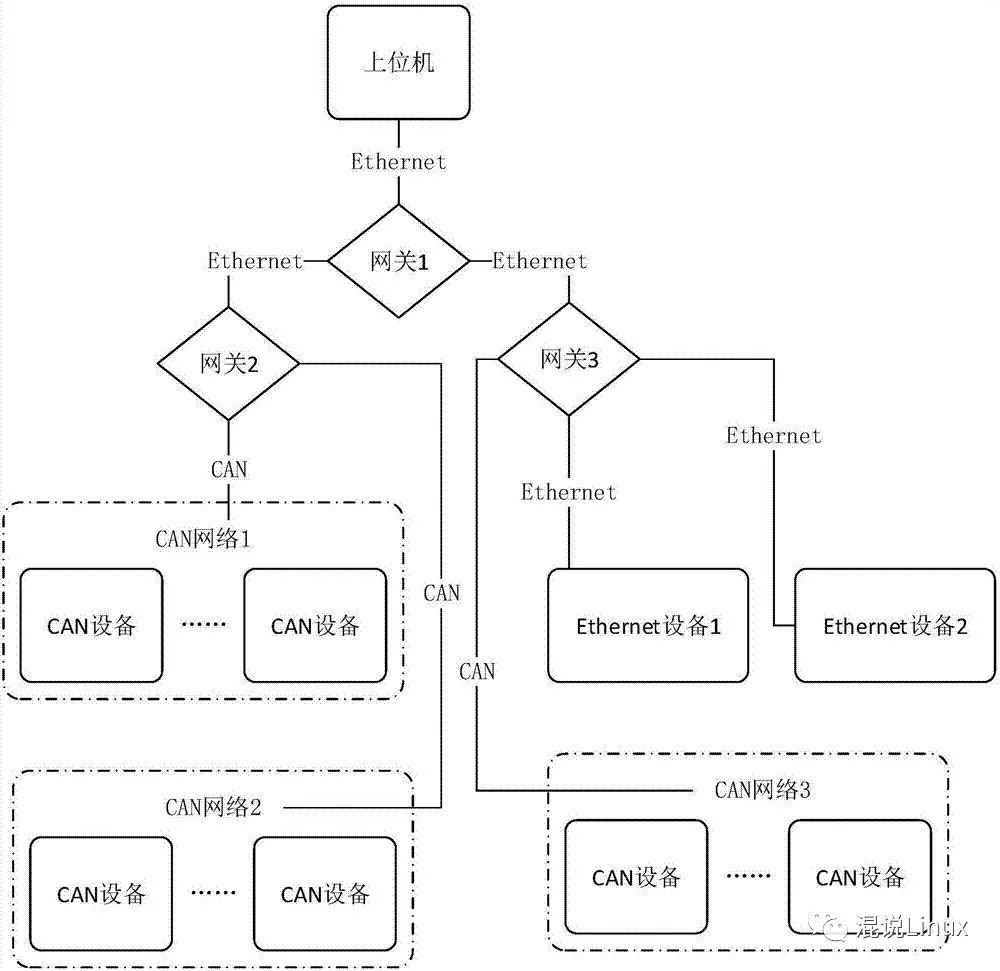 上位机
Ethernet
Ethernet
网关1
Ethernet
网关2
网关3
Ethernet
CAN
Ethernet
CAN网络1
CAN
CAN设备
……
CAN设备
Ethernet设备1
Ethernet设备2
CAN
CAN网络2
CAN网络3
CAN设备
……
CAN设备
CAN设备
……
CAN设备
混说Linux